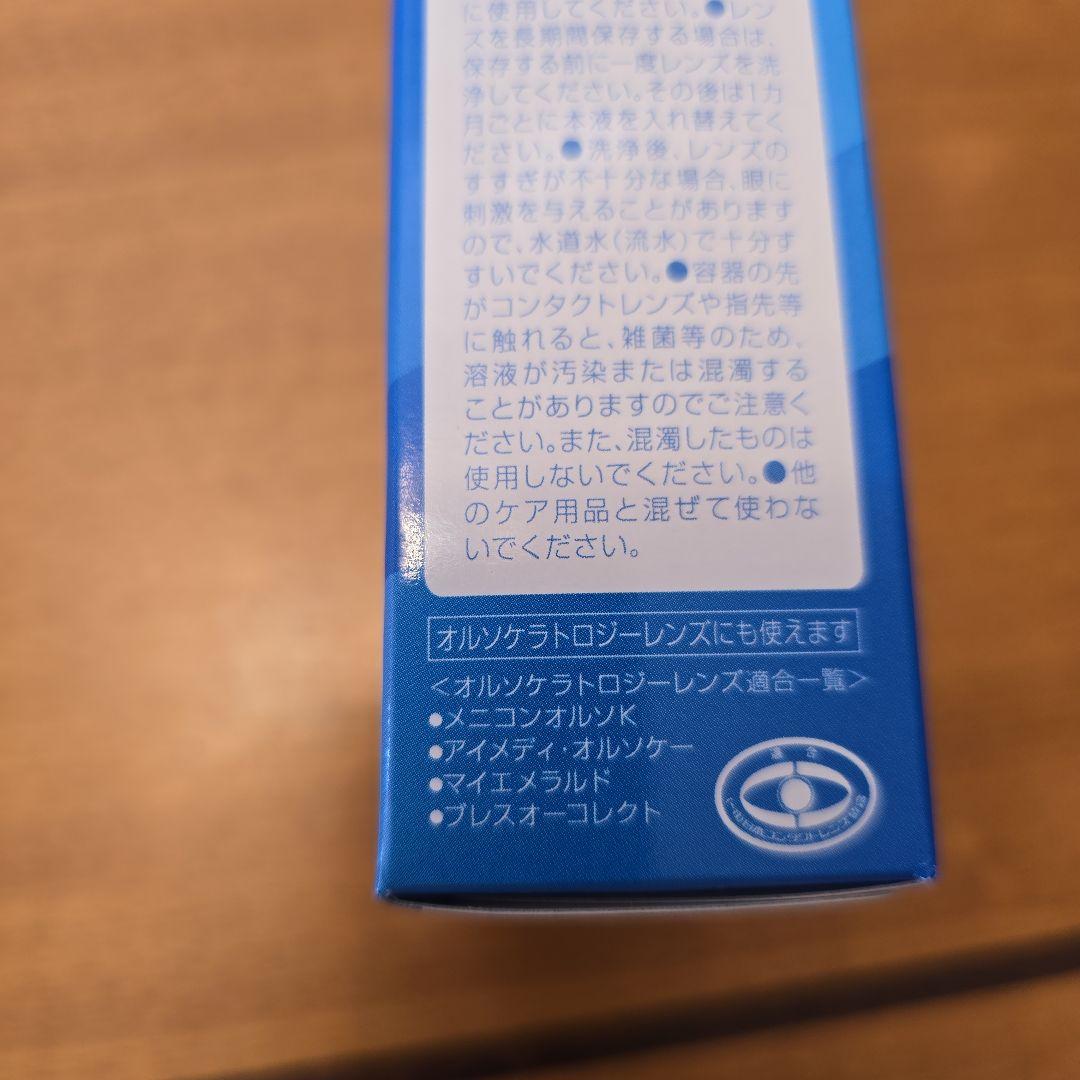 に使用してください。●レン
ズを長期間保存する場合は、
保存する前に一度レンズを洗
浄してください。その後は1カ
月ごとに本液を入れ替えてく
ださい。●洗浄後、レンズの
すすぎが不十分な場合、眼に
刺激を与えることがあります
ので、水道水(流水)で十分す
すいでください。●容器の先
がコンタクトレンズや指先等
に触れると、雑菌等のため、
溶液が汚染または混濁する
ことがありますのでご注意く
ださい。また、混濁したものは
使用しないでください。●他
のケア用品と混ぜて使わな
いでください。
オルソケラトロジーレンズにも使えます
<オルソケラトロジーレンズ適合一覧>
●メニコンオルソK
●アイメディ・オルソケー
●マイエメラルド
●ブレスオーコレクト
適合